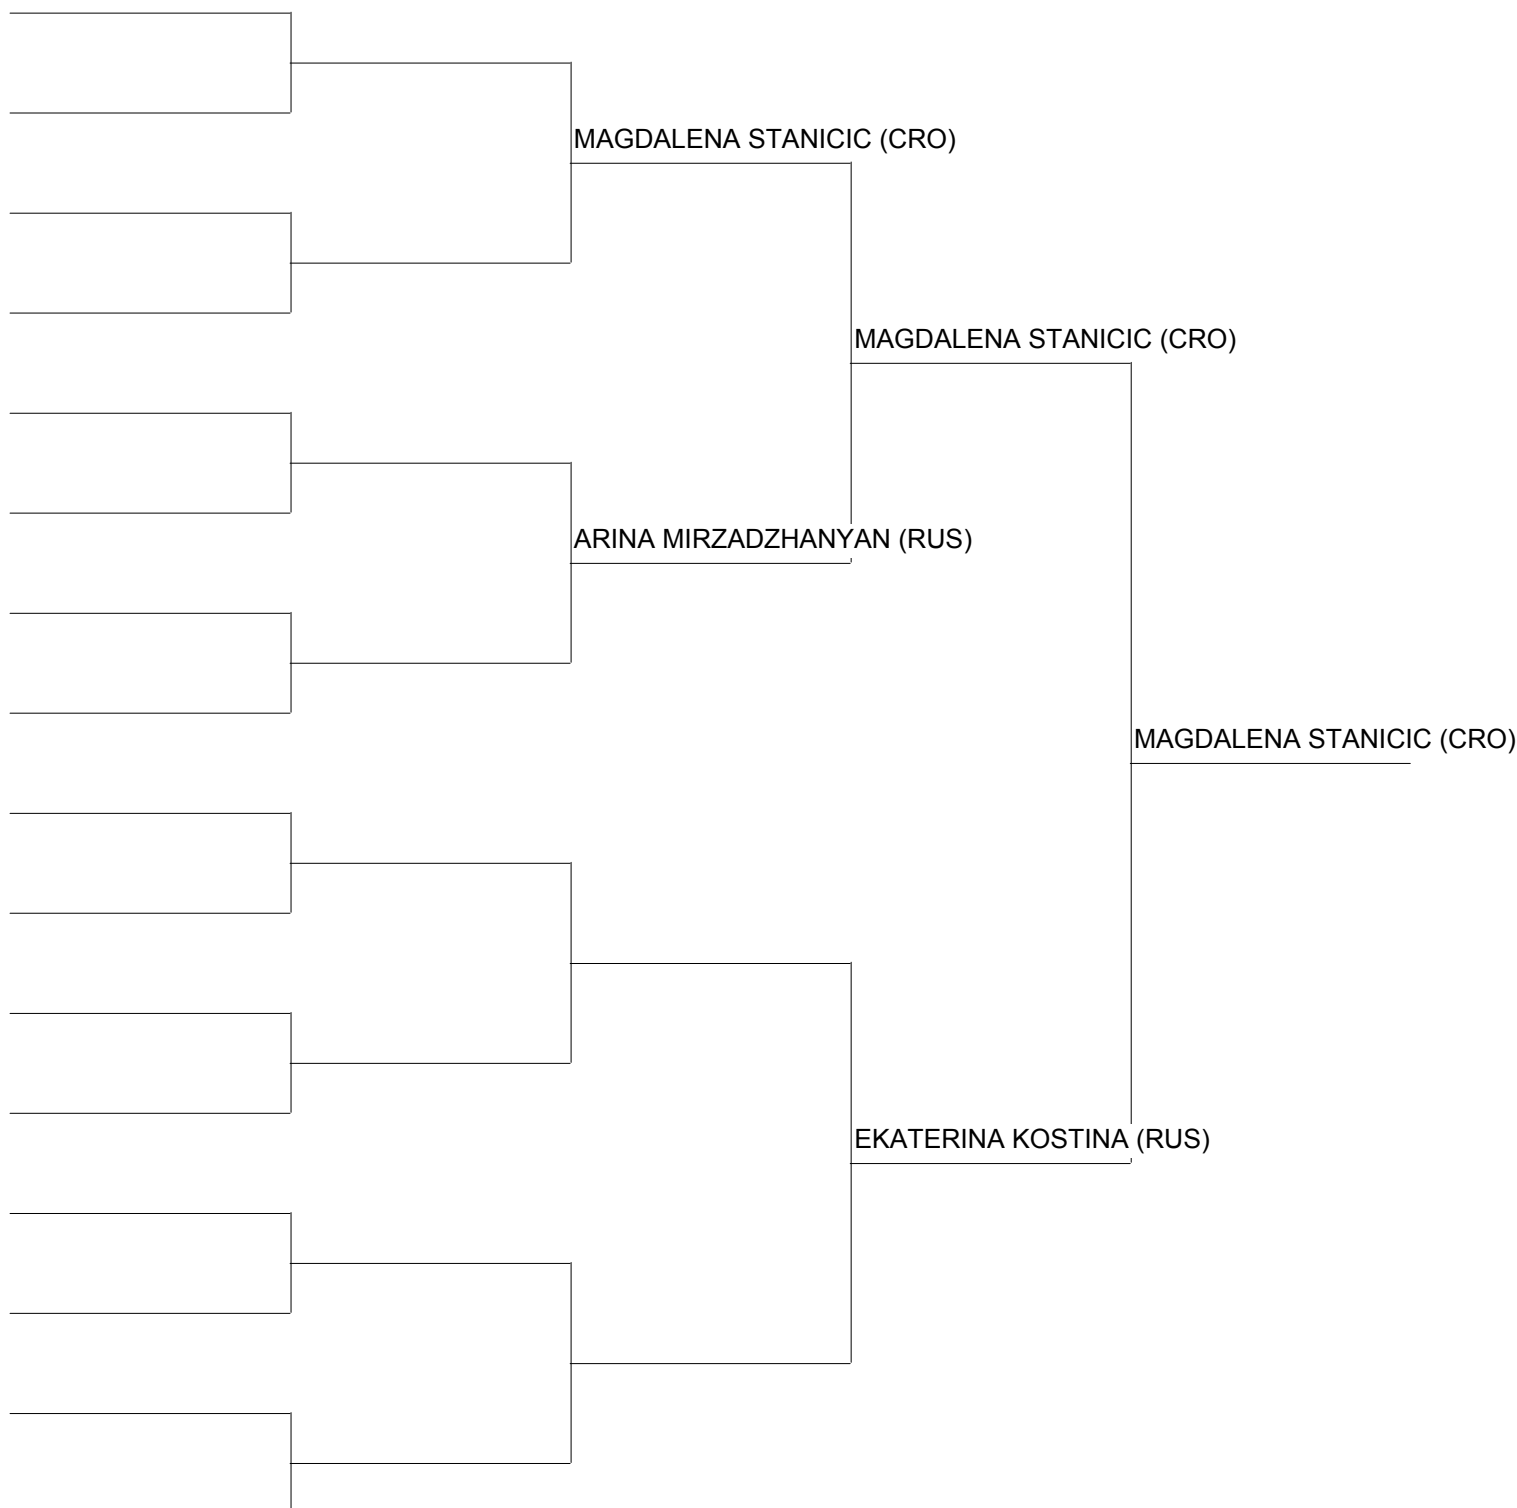 MAGDALENA STANICIC (CRO)
MAGDALENA STANICIC (CRO)
ARINA MIRZADZHANYAN (RUS)
MAGDALENA STANICIC (CRO)
EKATERINA KOSTINA (RUS)